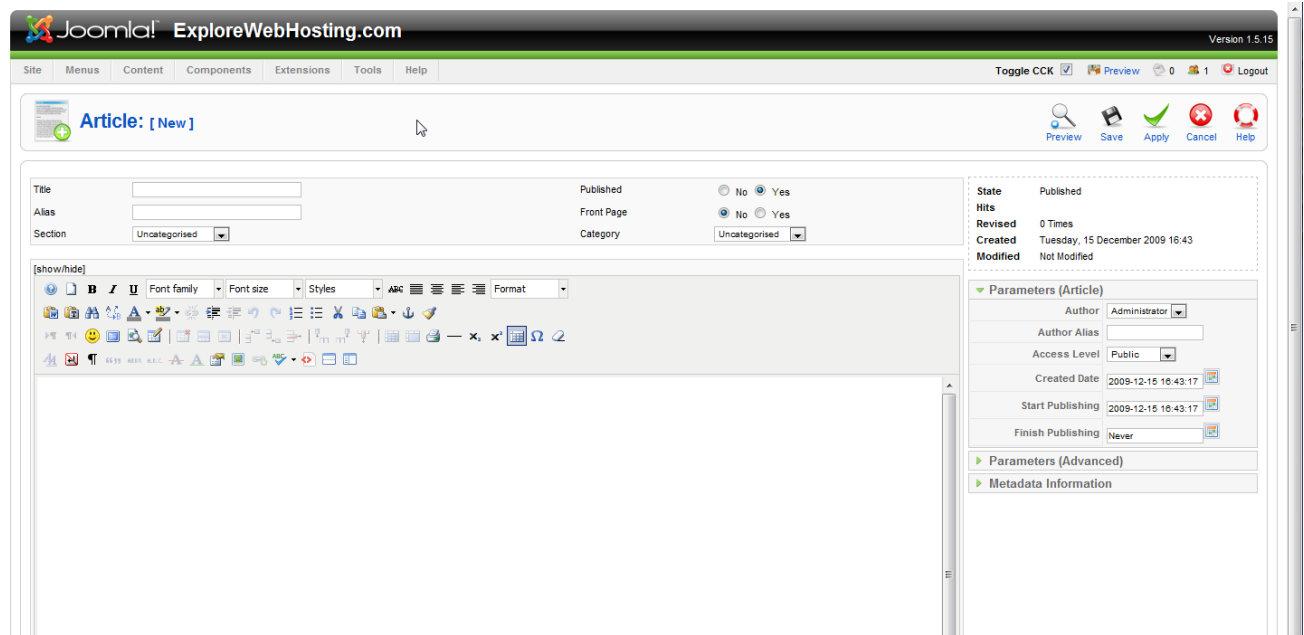 Joomla! ExploreWebHosting.com
Version 1.5.15
Site Menus Content Components Extensions Tools Help Toggle CCK Preview 0 1 Logout
Article: [ New ]
Preview Save Apply Cancel Help
Title Published No Yes
Alias Front Page No Yes
Section Uncategorised Category Uncategorised
State Published
Hits
Revised 0 Times
Created Tuesday, 15 December 2009 16:43
Modified Not Modified
[show/hide]
B I U Font family Font size Styles ABC Format
Parameters (Article)
Author Administrator
Author Alias
Access Level Public
Created Date 2009-12-15 16:43:17
Start Publishing 2009-12-15 16:43:17
Finish Publishing Never
Parameters (Advanced)
Metadata Information